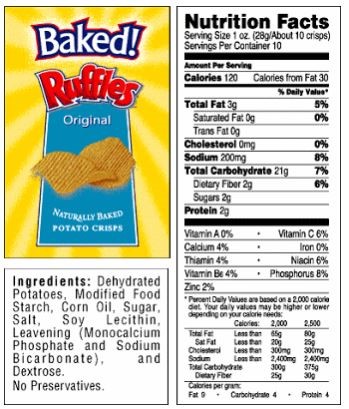 Baked!
Ruffles
Original
NATURALLY BAKED
POTATO CRISPS
Ingredients: Dehydrated
Potatoes, Modified Food
Starch, Corn Oil, Sugar,
Salt, Soy Lecithin,
Leavening (Monocalcium
Phosphate and Sodium
Bicarbonate), and
Dextrose.
No Preservatives.
Nutrition Facts
Serving Size 1 oz. (28g/About 10 crisps)
Servings Per Container 10
Amount Per Serving
Calories 120 Calories from Fat 30
% Daily Value*
Total Fat 3g 5%
Saturated Fat 0g 0%
Trans Fat 0g
Cholesterol 0mg 0%
Sodium 200mg 8%
Total Carbohydrate 21g 7%
Dietary Fiber 2g 6%
Sugars 2g
Protein 2g
Vitamin A 0% • Vitamin C 6%
Calcium 4% • Iron 0%
Thiamin 4% • Niacin 6%
Vitamin B6 4% • Phosphorus 8%
Zinc 2%
* Percent Daily Values are based on a 2,000 calorie
diet. Your daily values may be higher or lower
depending on your calorie needs:
Calories: 2,000 2,500
Total Fat Less than 65g 80g
Sat Fat Less than 20g 25g
Cholesterol Less than 300mg 300mg
Sodium Less than 2,400mg 2,400mg
Total Carbohydrate 300g 375g
Dietary Fiber 25g 30g
Calories per gram:
Fat 9 • Carbohydrate 4 • Protein 4